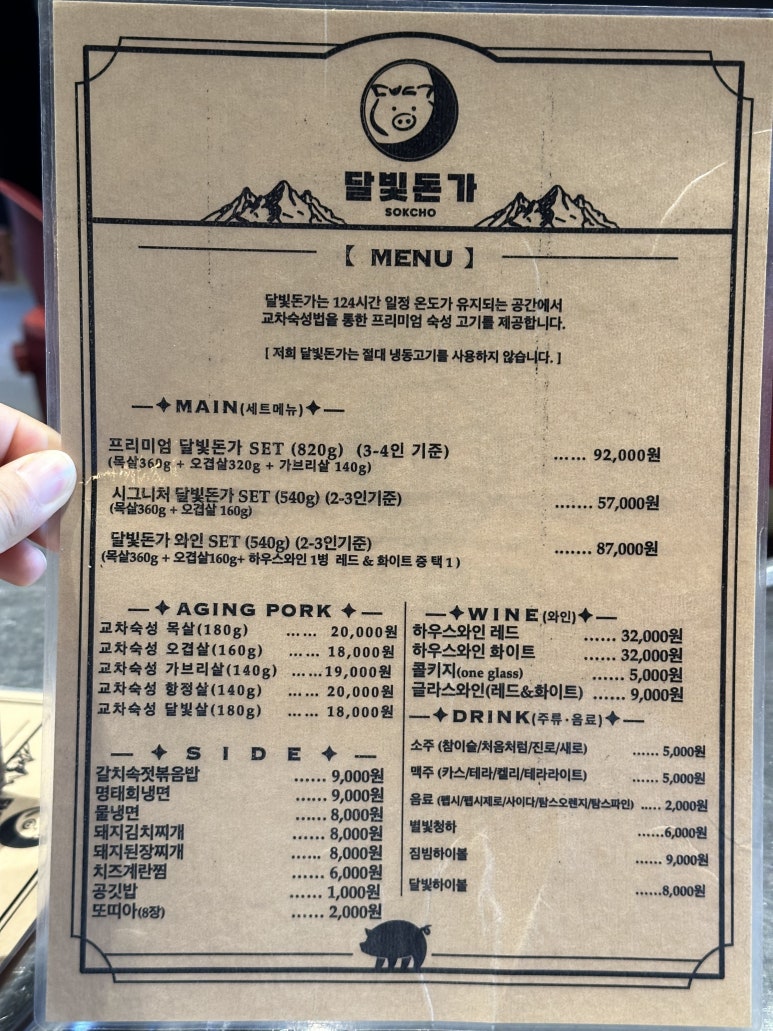 달빛돈가
SOKCHO
【 MENU 】
달빛돈가는 124시간 일정 온도가 유지되는 공간에서
교차숙성법을 통한 프리미엄 숙성 고기를 제공합니다.
[ 저희 달빛돈가는 절대 냉동고기를 사용하지 않습니다. ]
MAIN(세트메뉴)
프리미엄 달빛돈가 SET (820g) (3-4인 기준) ...... 92,000원
(목살360g + 오겹살320g + 가브리살 140g)
시그니처 달빛돈가 SET (540g) (2-3인기준) ....... 57,000원
(목살360g + 오겹살 160g)
달빛돈가 와인 SET (540g) (2-3인기준) ....... 87,000원
(목살360g + 오겹살160g+ 하우스와인 1병 레드 & 화이트 중 택 1 )
AGING PORK
교차숙성 목살(180g) ...... 20,000원
교차숙성 오겹살(160g) ...... 18,000원
교차숙성 가브리살(140g) ......19,000원
교차숙성 항정살(140g) ...... 20,000원
교차숙성 달빛살(180g) ...... 18,000원
SIDE
갈치속젓볶음밥 ...... 9,000원
명태회냉면 ...... 9,000원
물냉면 ...... 8,000원
돼지김치찌개 ...... 8,000원
돼지된장찌개 ...... 8,000원
치즈계란찜 ...... 6,000원
공깃밥 ...... 1,000원
또띠아(8장) ...... 2,000원
WINE(와인)
하우스와인 레드 ...... 32,000원
하우스와인 화이트 ...... 32,000원
콜키지(one glass) ...... 5,000원
글라스와인(레드&화이트) ...... 9,000원
DRINK(주류·음료)
소주 (참이슬/처음처럼/진로/새로) ...... 5,000원
맥주 (카스/테라/켈리/테라라이트) ...... 5,000원
음료 (펩시/펩시제로/사이다/탐스오렌지/탐스파인) ..... 2,000원
별빛청하 ......6,000원
짐빔하이볼 ...... 9,000원
달빛하이볼 ......8,000원